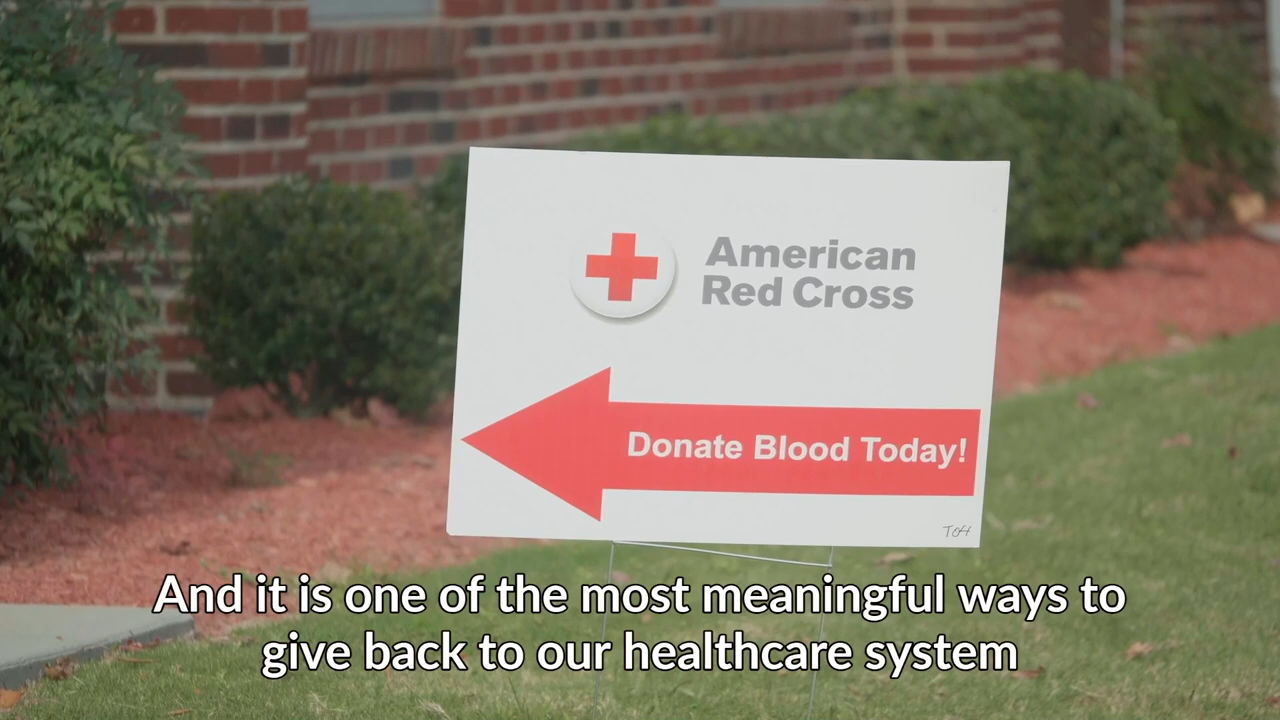 American
Red Cross
Donate Blood Today!
And it is one of the most meaningful ways to
give back to our healthcare system